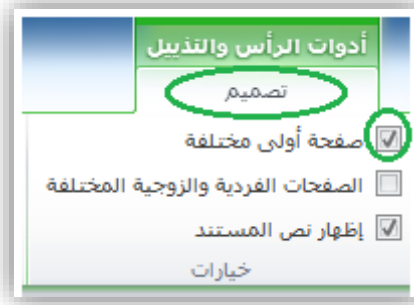 أدوات الرأس والتذييل
تصميم
صفحة أولى مختلفة
الصفحات الفردية والزوجية المختلفة
إظهار نص المستند
خيارات